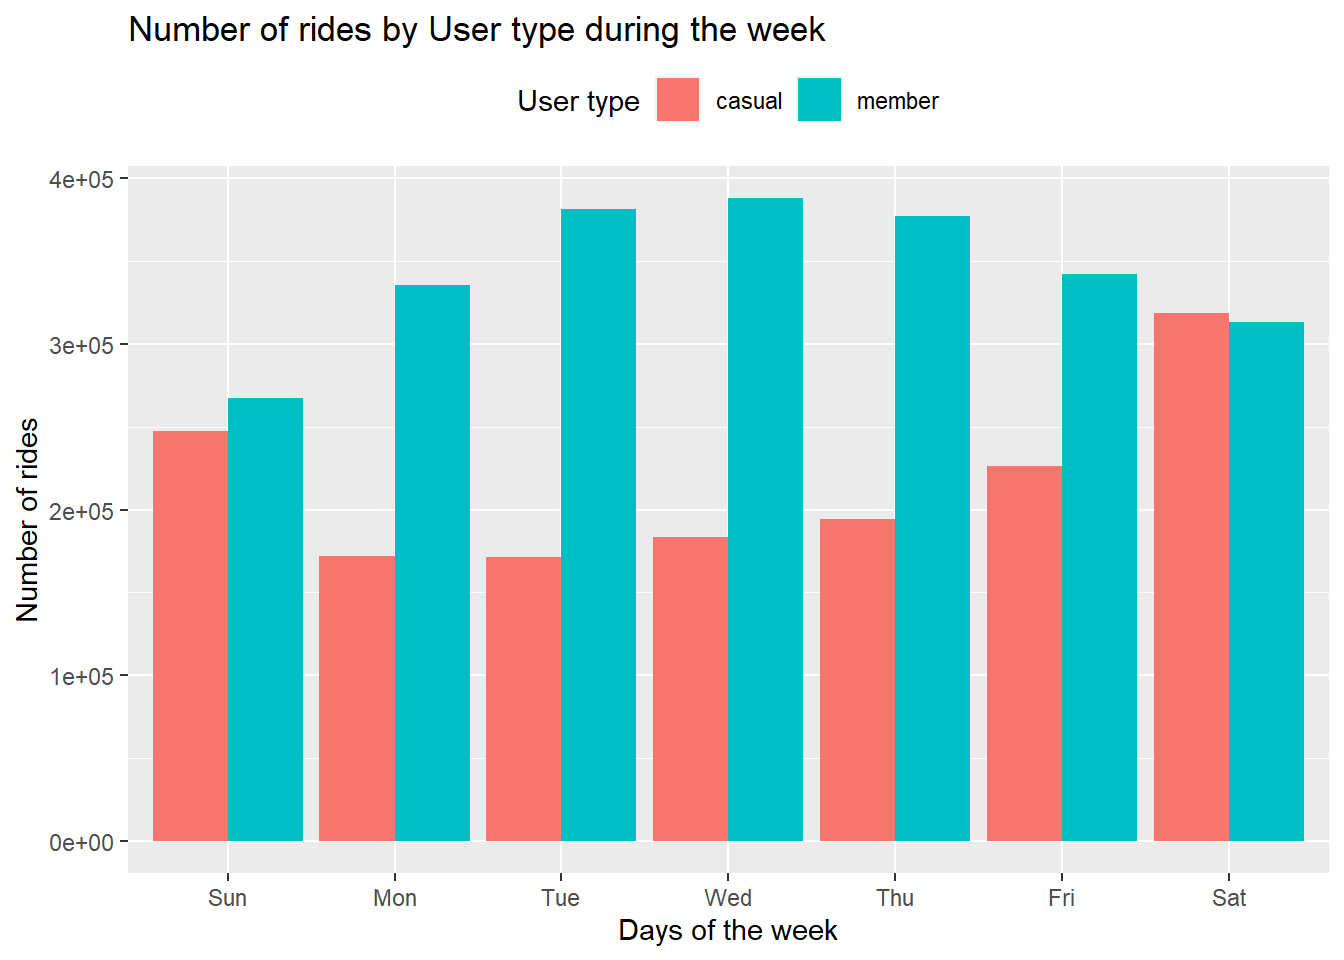 Number of rides by User type during the week
User type casual member
4e+05
3e+05
2e+05
1e+05
0e+00
Number of rides
Sun Mon Tue Wed Thu Fri Sat
Days of the week